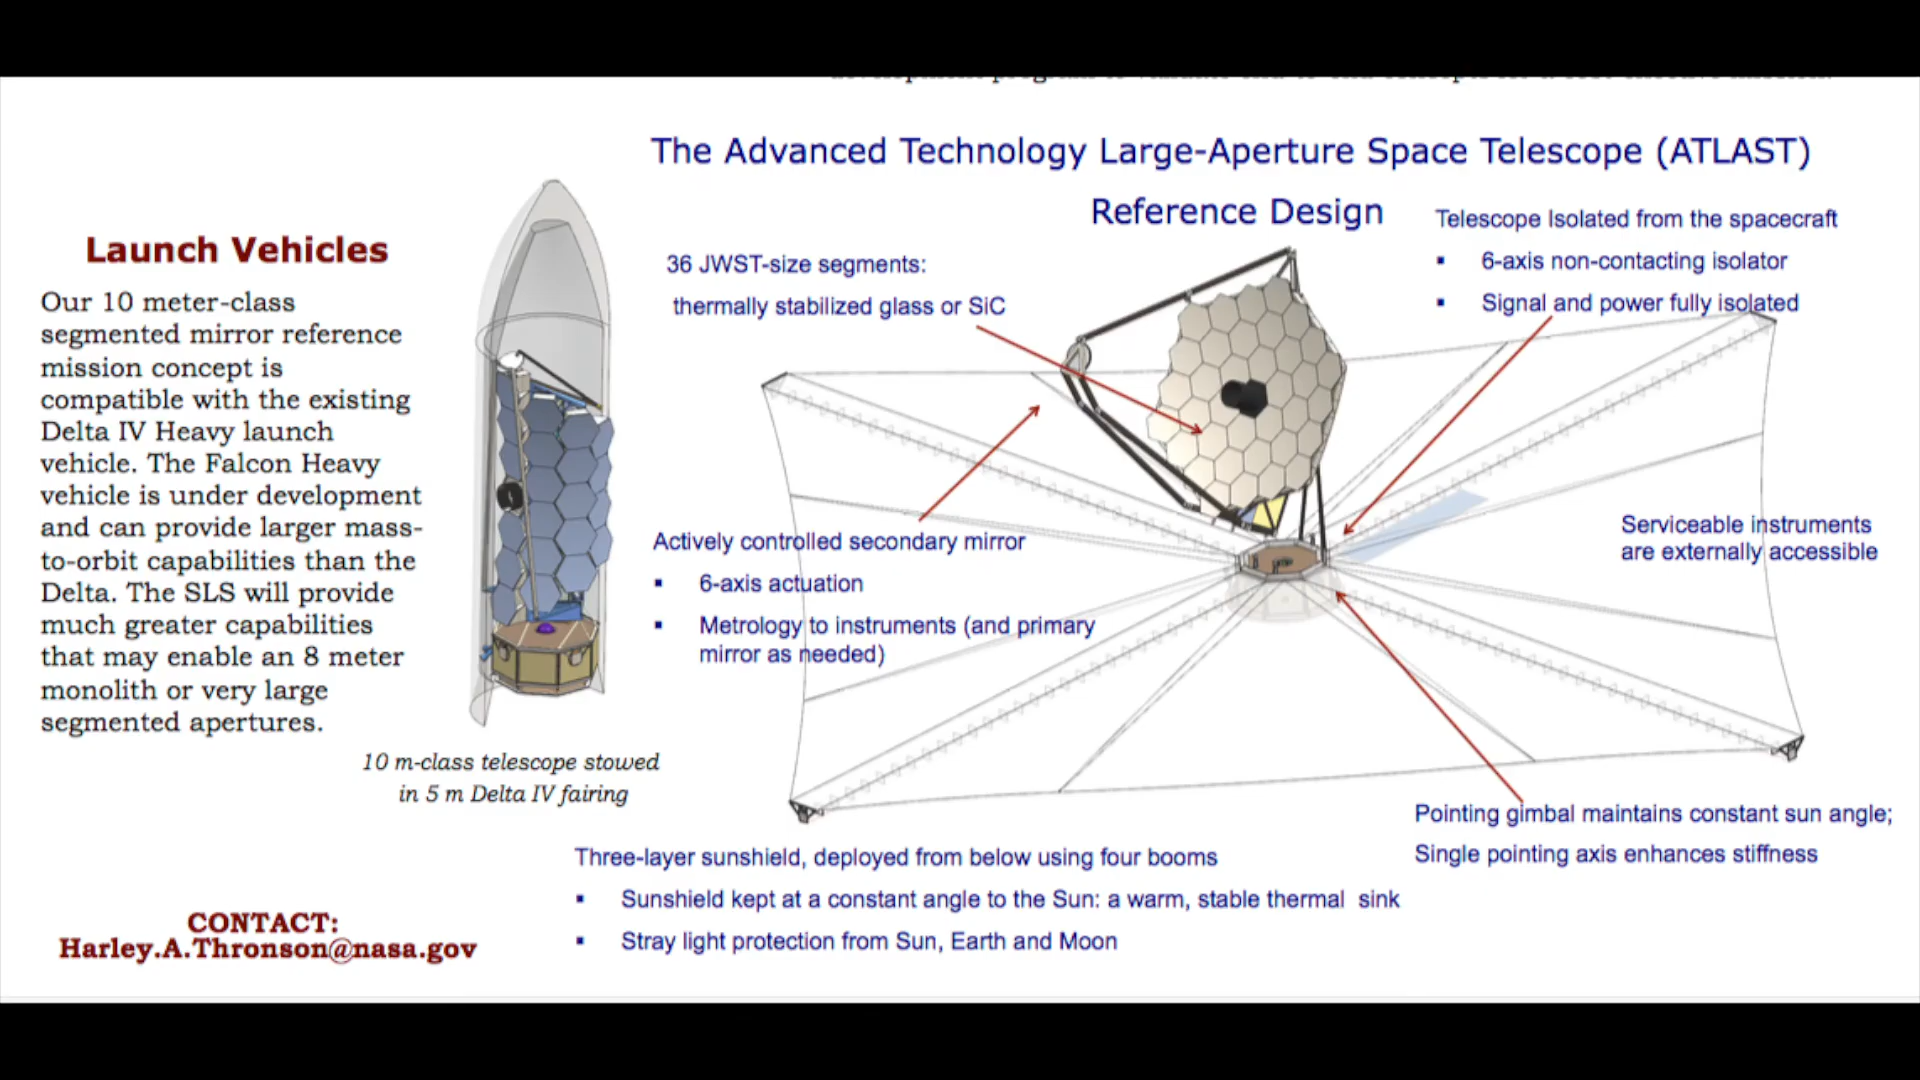 The Advanced Technology Large-Aperture Space Telescope (ATLAST)
Reference Design
Launch Vehicles
Our 10 meter-class
segmented mirror reference
mission concept is
compatible with the existing
Delta IV Heavy launch
vehicle. The Falcon Heavy
vehicle is under development
and can provide larger mass-
to-orbit capabilities than the
Delta. The SLS will provide
much greater capabilities
that may enable an 8 meter
monolith or very large
segmented apertures.
10 m-class telescope stowed
in 5 m Delta IV fairing
CONTACT:
Harley.A.Thronson@nasa.gov
36 JWST-size segments:
thermally stabilized glass or SiC
Telescope Isolated from the spacecraft
▪ 6-axis non-contacting isolator
▪ Signal and power fully isolated
Actively controlled secondary mirror
▪ 6-axis actuation
▪ Metrology to instruments (and primary
mirror as needed)
Serviceable instruments
are externally accessible
Pointing gimbal maintains constant sun angle;
Single pointing axis enhances stiffness
Three-layer sunshield, deployed from below using four booms
▪ Sunshield kept at a constant angle to the Sun: a warm, stable thermal sink
▪ Stray light protection from Sun, Earth and Moon